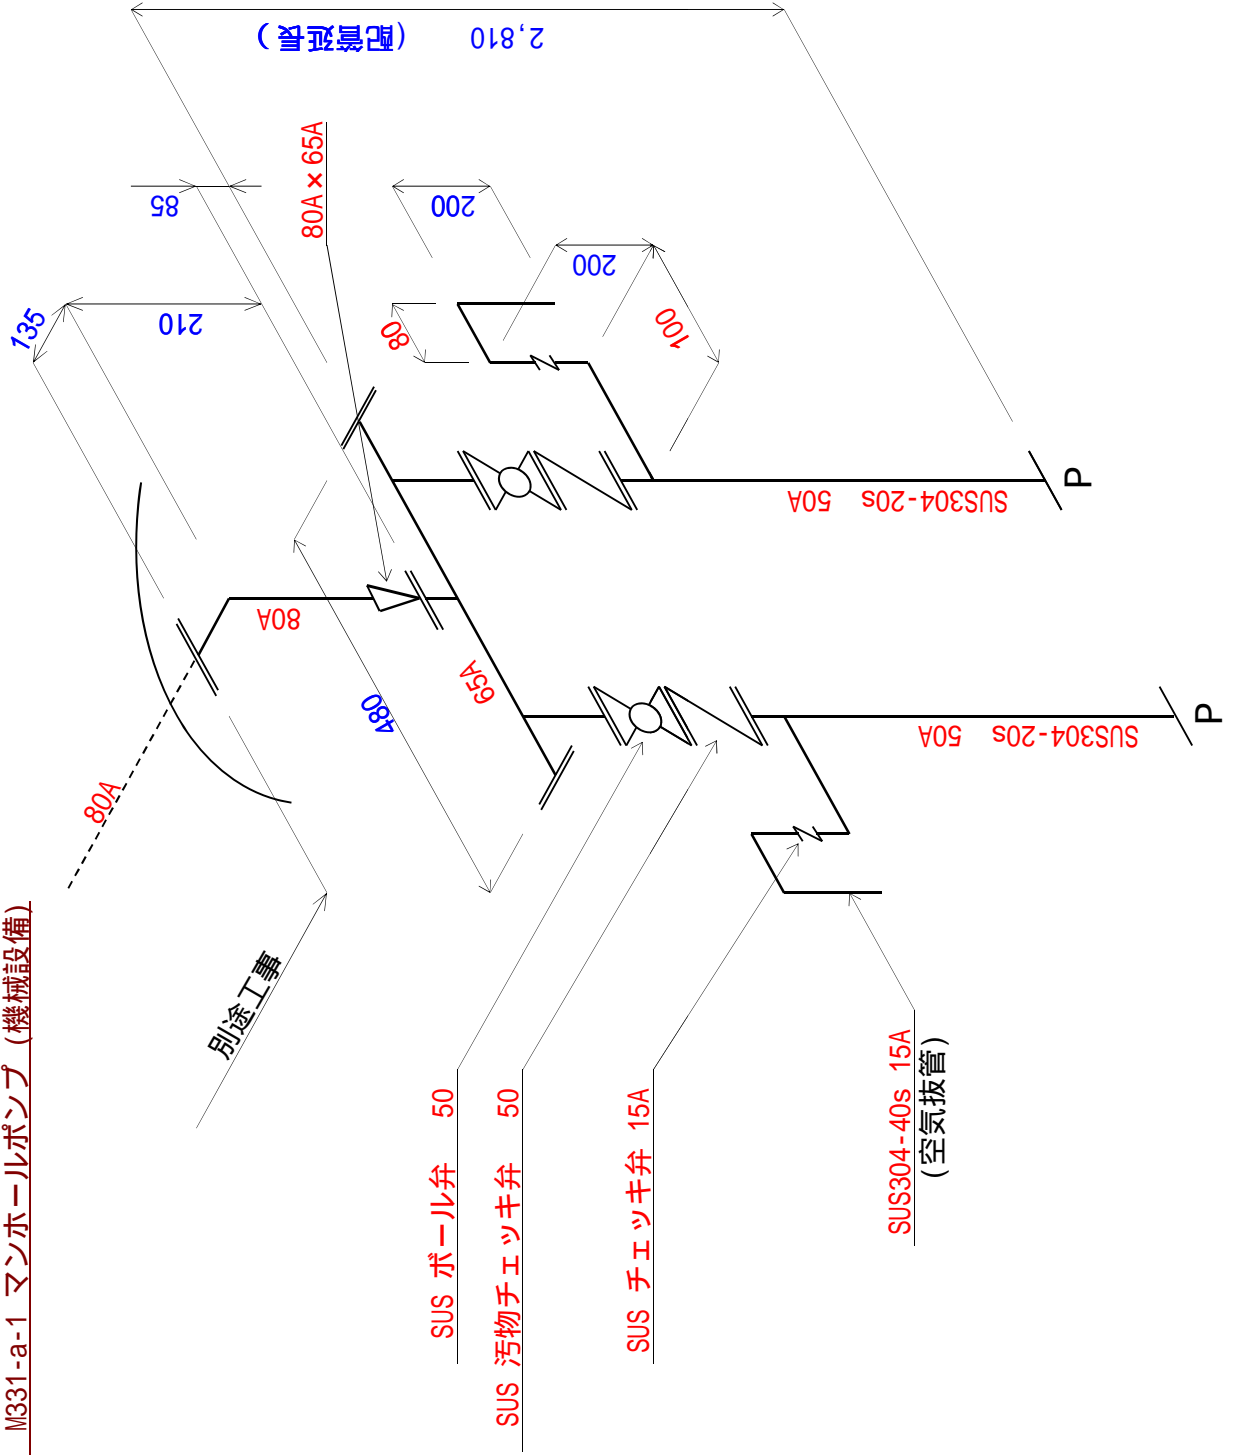 M331-a-1 マンホールポンプ (機械設備)
2,810 (配管延長)
85
135
210
80A×65A
200
200
80
100
80A
80A
65A
480
50A SUS304-20s
P
50A SUS304-20s
P
別途工事
SUS ボール弁 50
SUS 汚物チェッキ弁 50
SUS チェッキ弁 15A
SUS304-40s 15A
(空気抜管)